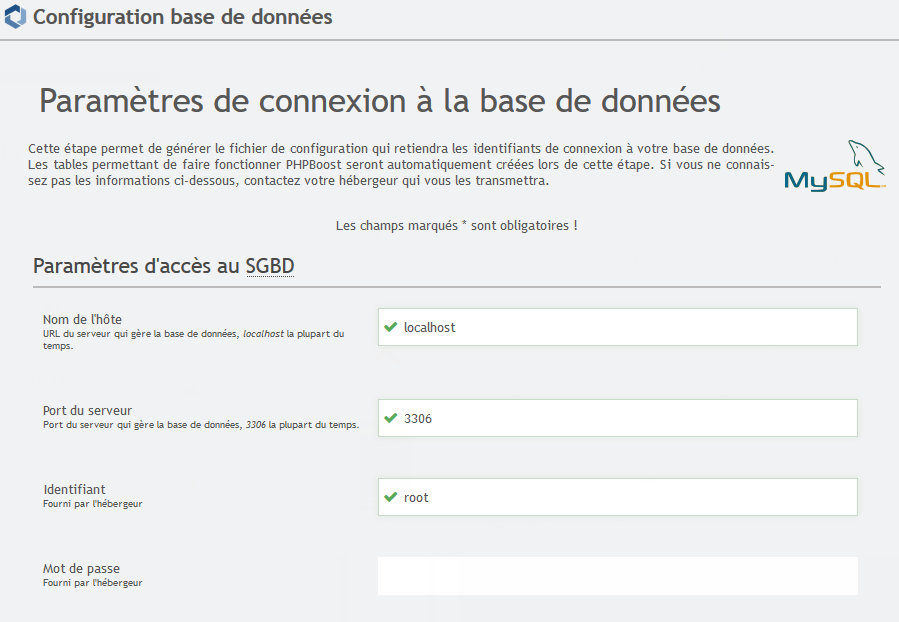 Configuration base de données
Paramètres de connexion à la base de données
Cette étape permet de générer le fichier de configuration qui retiendra les identifiants de connexion à votre base de données.
Les tables permettant de faire fonctionner PHPBoost seront automatiquement créées lors de cette étape. Si vous ne connais-
sez pas les informations ci-dessous, contactez votre hébergeur qui vous les transmettra.
MySQL
Les champs marqués * sont obligatoires !
Paramètres d'accès au SGBD
Nom de l'hôte
URL du serveur qui gère la base de données, localhost la plupart du
temps.
localhost
Port du serveur
Port du serveur qui gère la base de données, 3306 la plupart du temps.
3306
Identifiant
Fourni par l'hébergeur
root
Mot de passe
Fourni par l'hébergeur